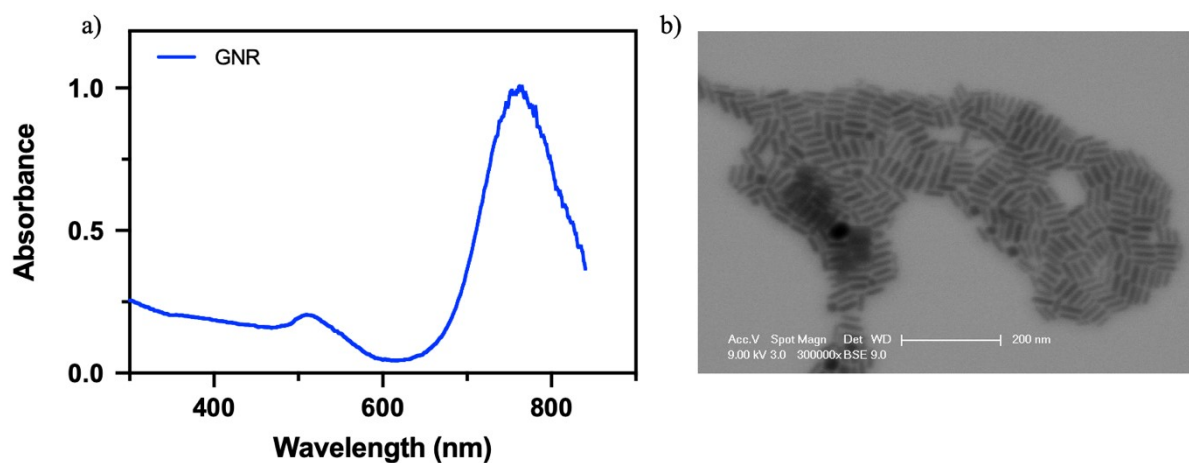 a)
GNR
Absorbance
1.0
0.5
0.0
400 600 800
Wavelength (nm)
b)
Acc.V Spot Magn Det WD
9.00 kV 3.0 300000x BSE 9.0
200 nm